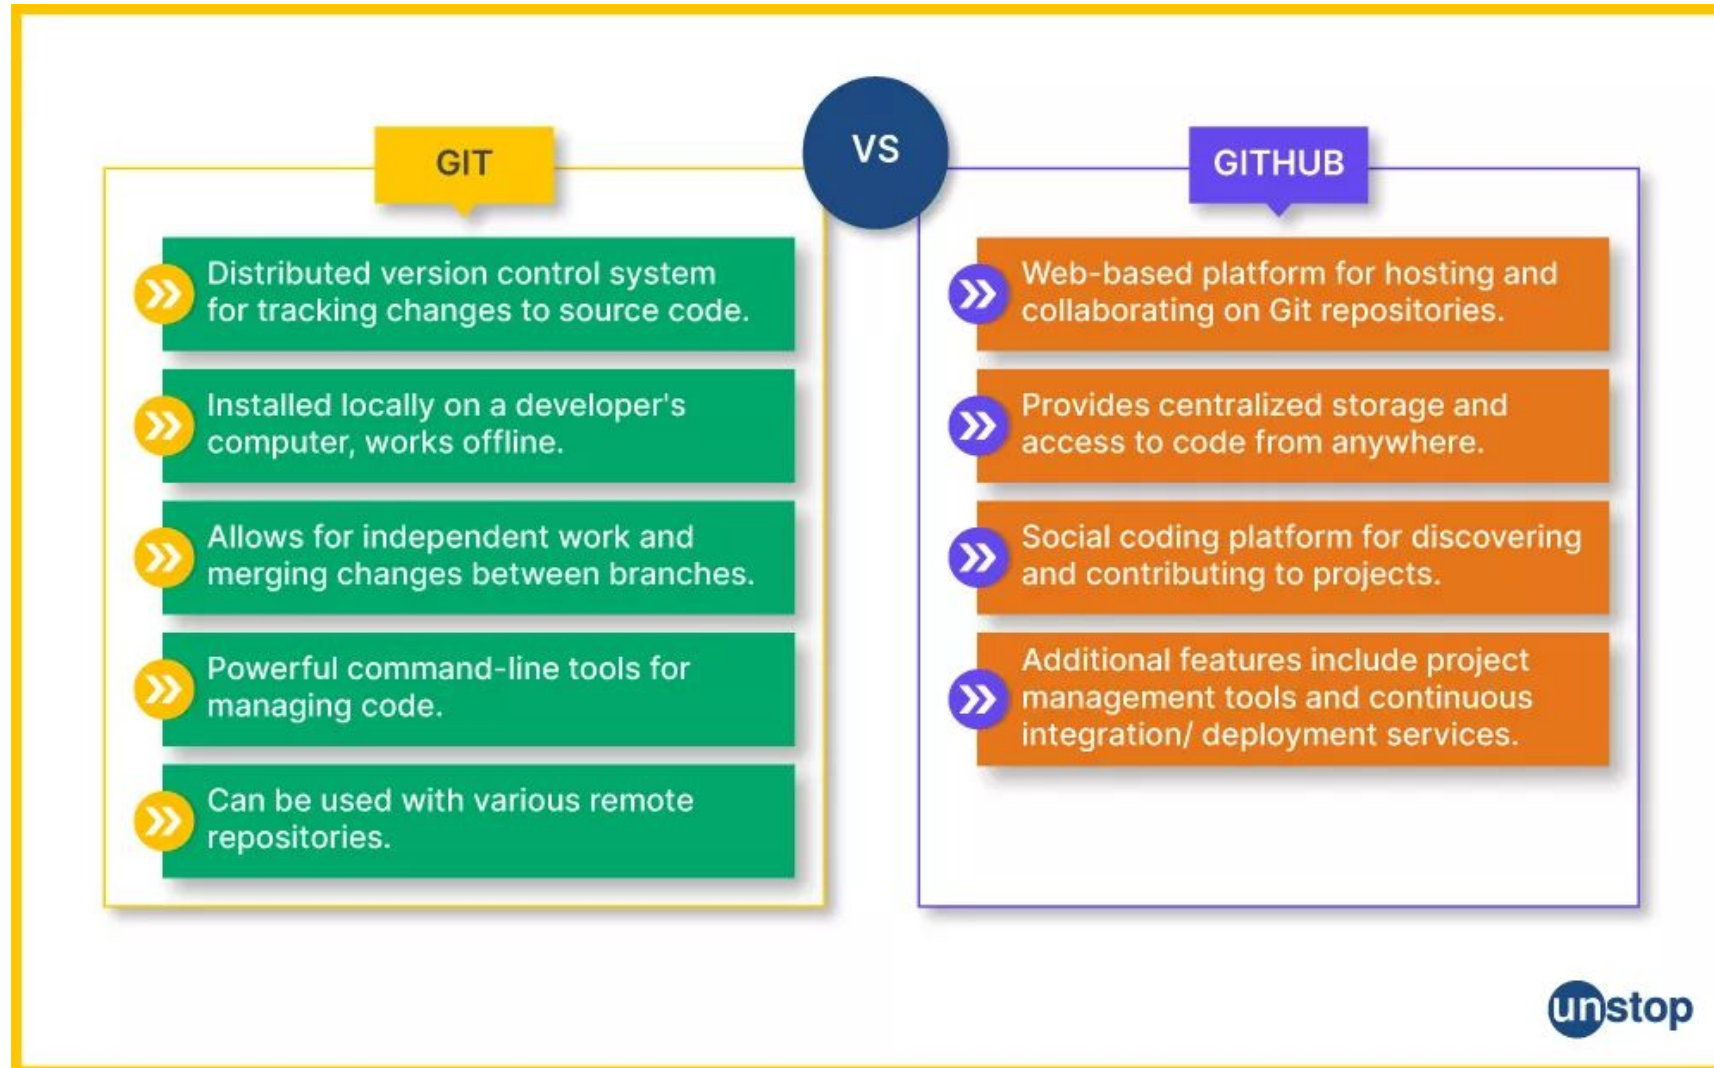 VS
GIT
Distributed version control system
for tracking changes to source code.
Installed locally on a developer's
computer, works offline.
Allows for independent work and
merging changes between branches.
Powerful command-line tools for
managing code.
Can be used with various remote
repositories.
GITHUB
Web-based platform for hosting and
collaborating on Git repositories.
Provides centralized storage and
access to code from anywhere.
Social coding platform for discovering
and contributing to projects.
Additional features include project
management tools and continuous
integration/ deployment services.
unstop